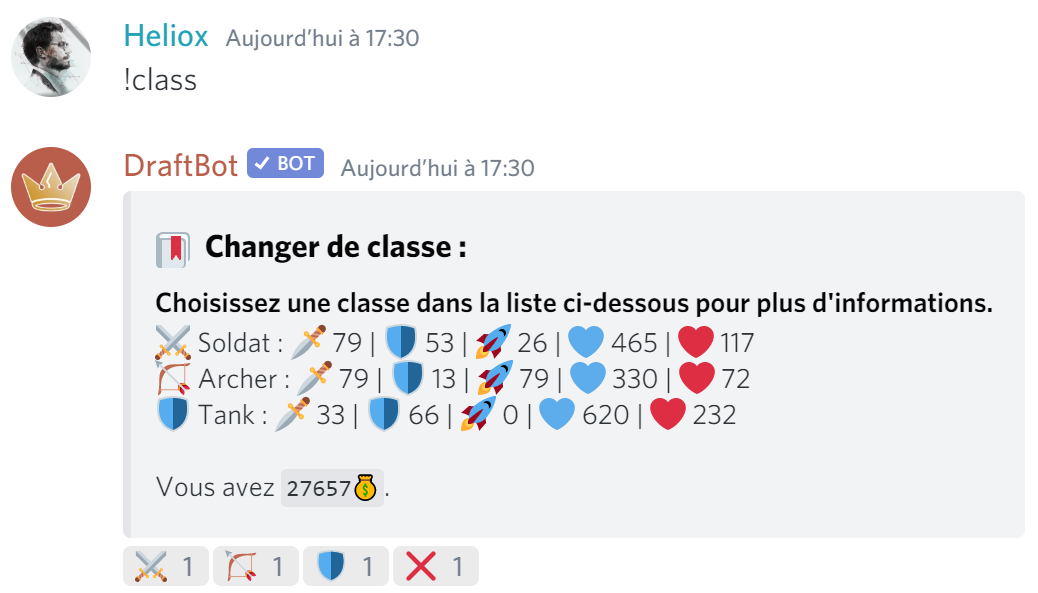 Heliox Aujourd’hui à 17:30
!class
DraftBot ✓ BOT Aujourd’hui à 17:30
Changer de classe :
Choisissez une classe dans la liste ci-dessous pour plus d'informations.
⚔️ Soldat : 🗡️ 79 | 🛡️ 53 | 🚀 26 | 💙 465 | ❤️ 117
🏹 Archer : 🗡️ 79 | 🛡️ 13 | 🚀 79 | 💙 330 | ❤️ 72
🛡️ Tank : 🗡️ 33 | 🛡️ 66 | 🚀 0 | 💙 620 | ❤️ 232
Vous avez 27657💰.
⚔️ 1 🏹 1 🛡️ 1 ❌ 1